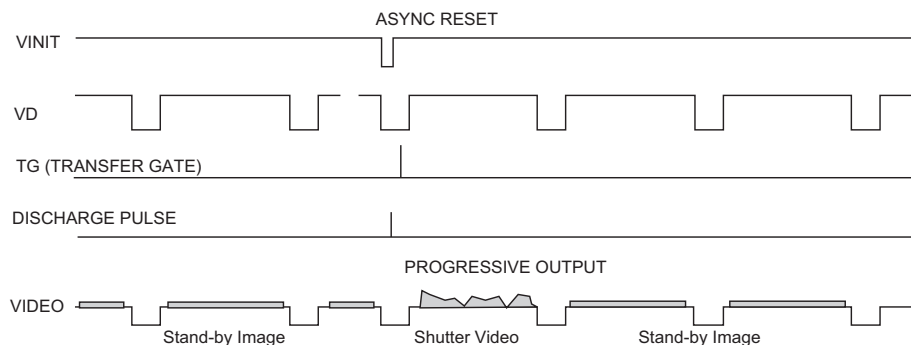 ASYNC RESET
VINIT
VD
TG (TRANSFER GATE)
DISCHARGE PULSE
PROGRESSIVE OUTPUT
VIDEO
Stand-by Image
Shutter Video
Stand-by Image